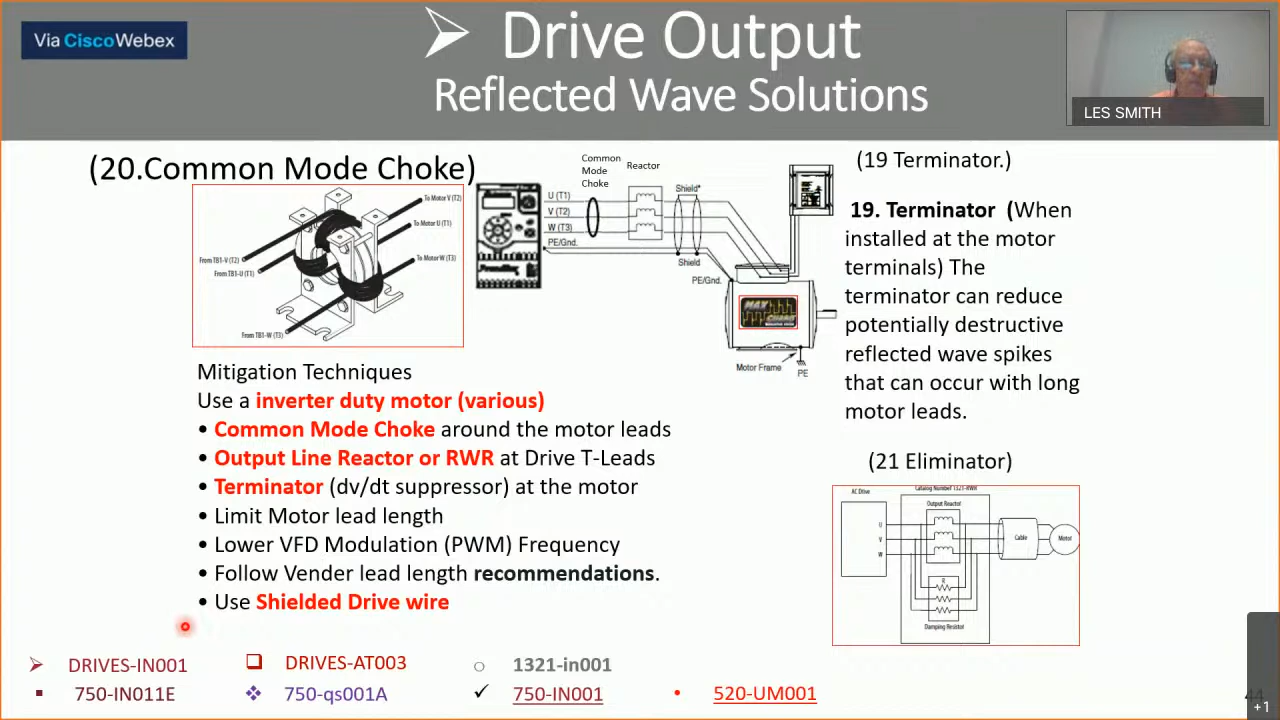 Via CiscoWebex
➢ Drive Output
Reflected Wave Solutions
LES SMITH
(20.Common Mode Choke)
To Motor V (T2)
To Motor U (T1)
To Motor W (T3)
From TB1-V (T2)
From TB1-U (T1)
From TB1-W (T3)
Common
Mode
Choke
Reactor
U (T1)
V (T2)
W (T3)
PE/Gnd.
Shield*
Shield
PE/Gnd.
MAX
Motor Frame
PE
(19 Terminator.)
19. Terminator (When
installed at the motor
terminals) The
terminator can reduce
potentially destructive
reflected wave spikes
that can occur with long
motor leads.
Mitigation Techniques
Use a inverter duty motor (various)
• Common Mode Choke around the motor leads
• Output Line Reactor or RWR at Drive T-Leads
• Terminator (dv/dt suppressor) at the motor
• Limit Motor lead length
• Lower VFD Modulation (PWM) Frequency
• Follow Vender lead length recommendations.
• Use Shielded Drive wire
(21 Eliminator)
Catalog Number 1321-RWR
AC Drive
Output Reactor
U
V
W
Cable
Motor
R
Damping Resistor
➢ DRIVES-IN001
❑ DRIVES-AT003
○ 1321-in001
▪ 750-IN011E
❖ 750-qs001A
✓ 750-IN001
• 520-UM001
44
+1